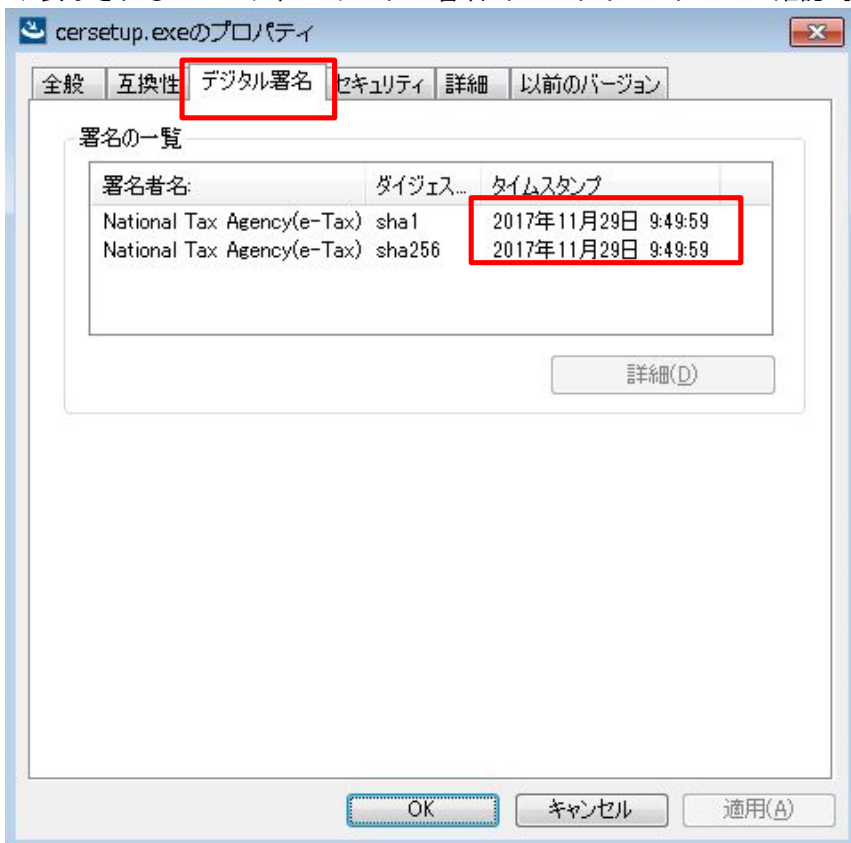 cersetup.exeのプロパティ
全般 互換性 デジタル署名 セキュリティ 詳細 以前のバージョン
署名の一覧
署名者名: ダイジェス... タイムスタンプ
National Tax Agency(e-Tax) sha1 2017年11月29日 9:49:59
National Tax Agency(e-Tax) sha256 2017年11月29日 9:49:59
詳細(D)
OK キャンセル 適用(A)